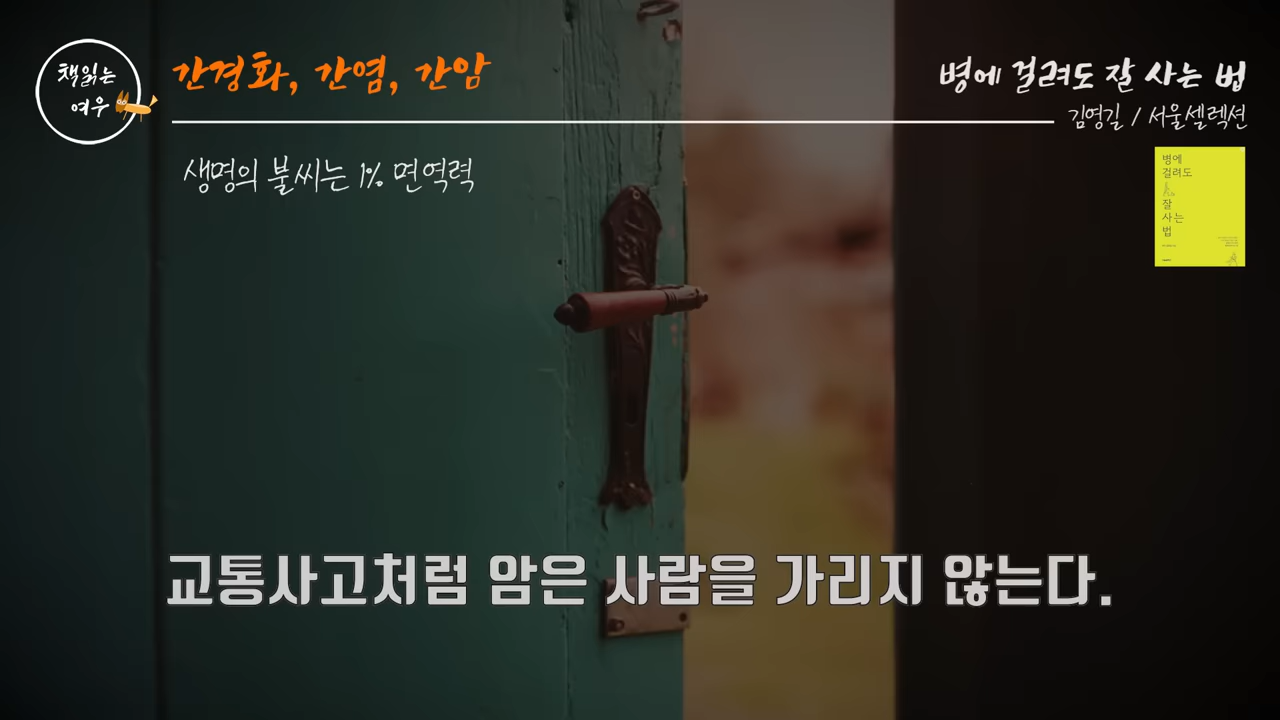 책읽는
여우
간경화, 간염, 간암
병에 걸려도 잘 사는 법
김영길 / 서울셀렉션
생명의 불씨는 1% 면역력
병에
걸려도
잘
사는
법
교통사고처럼 암은 사람을 가리지 않는다.